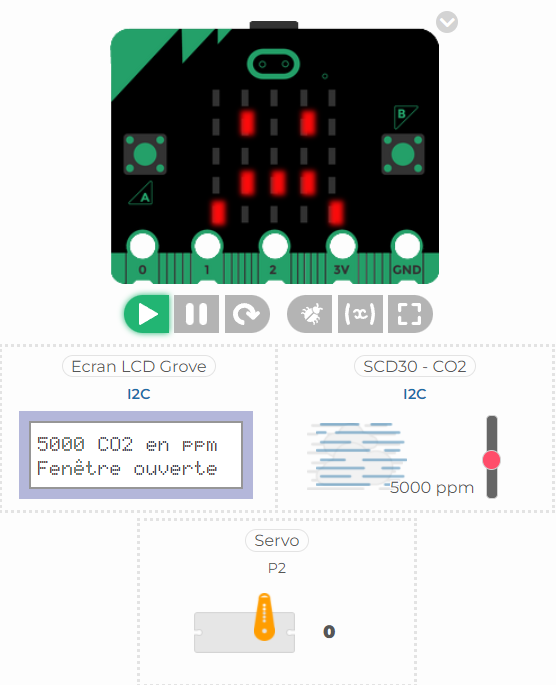 B
A
0 1 2 3V GND
(x)
Ecran LCD Grove
I2C
5000 CO2 en ppm
Fenêtre ouverte
SCD30 - CO2
I2C
5000 ppm
Servo
P2
0